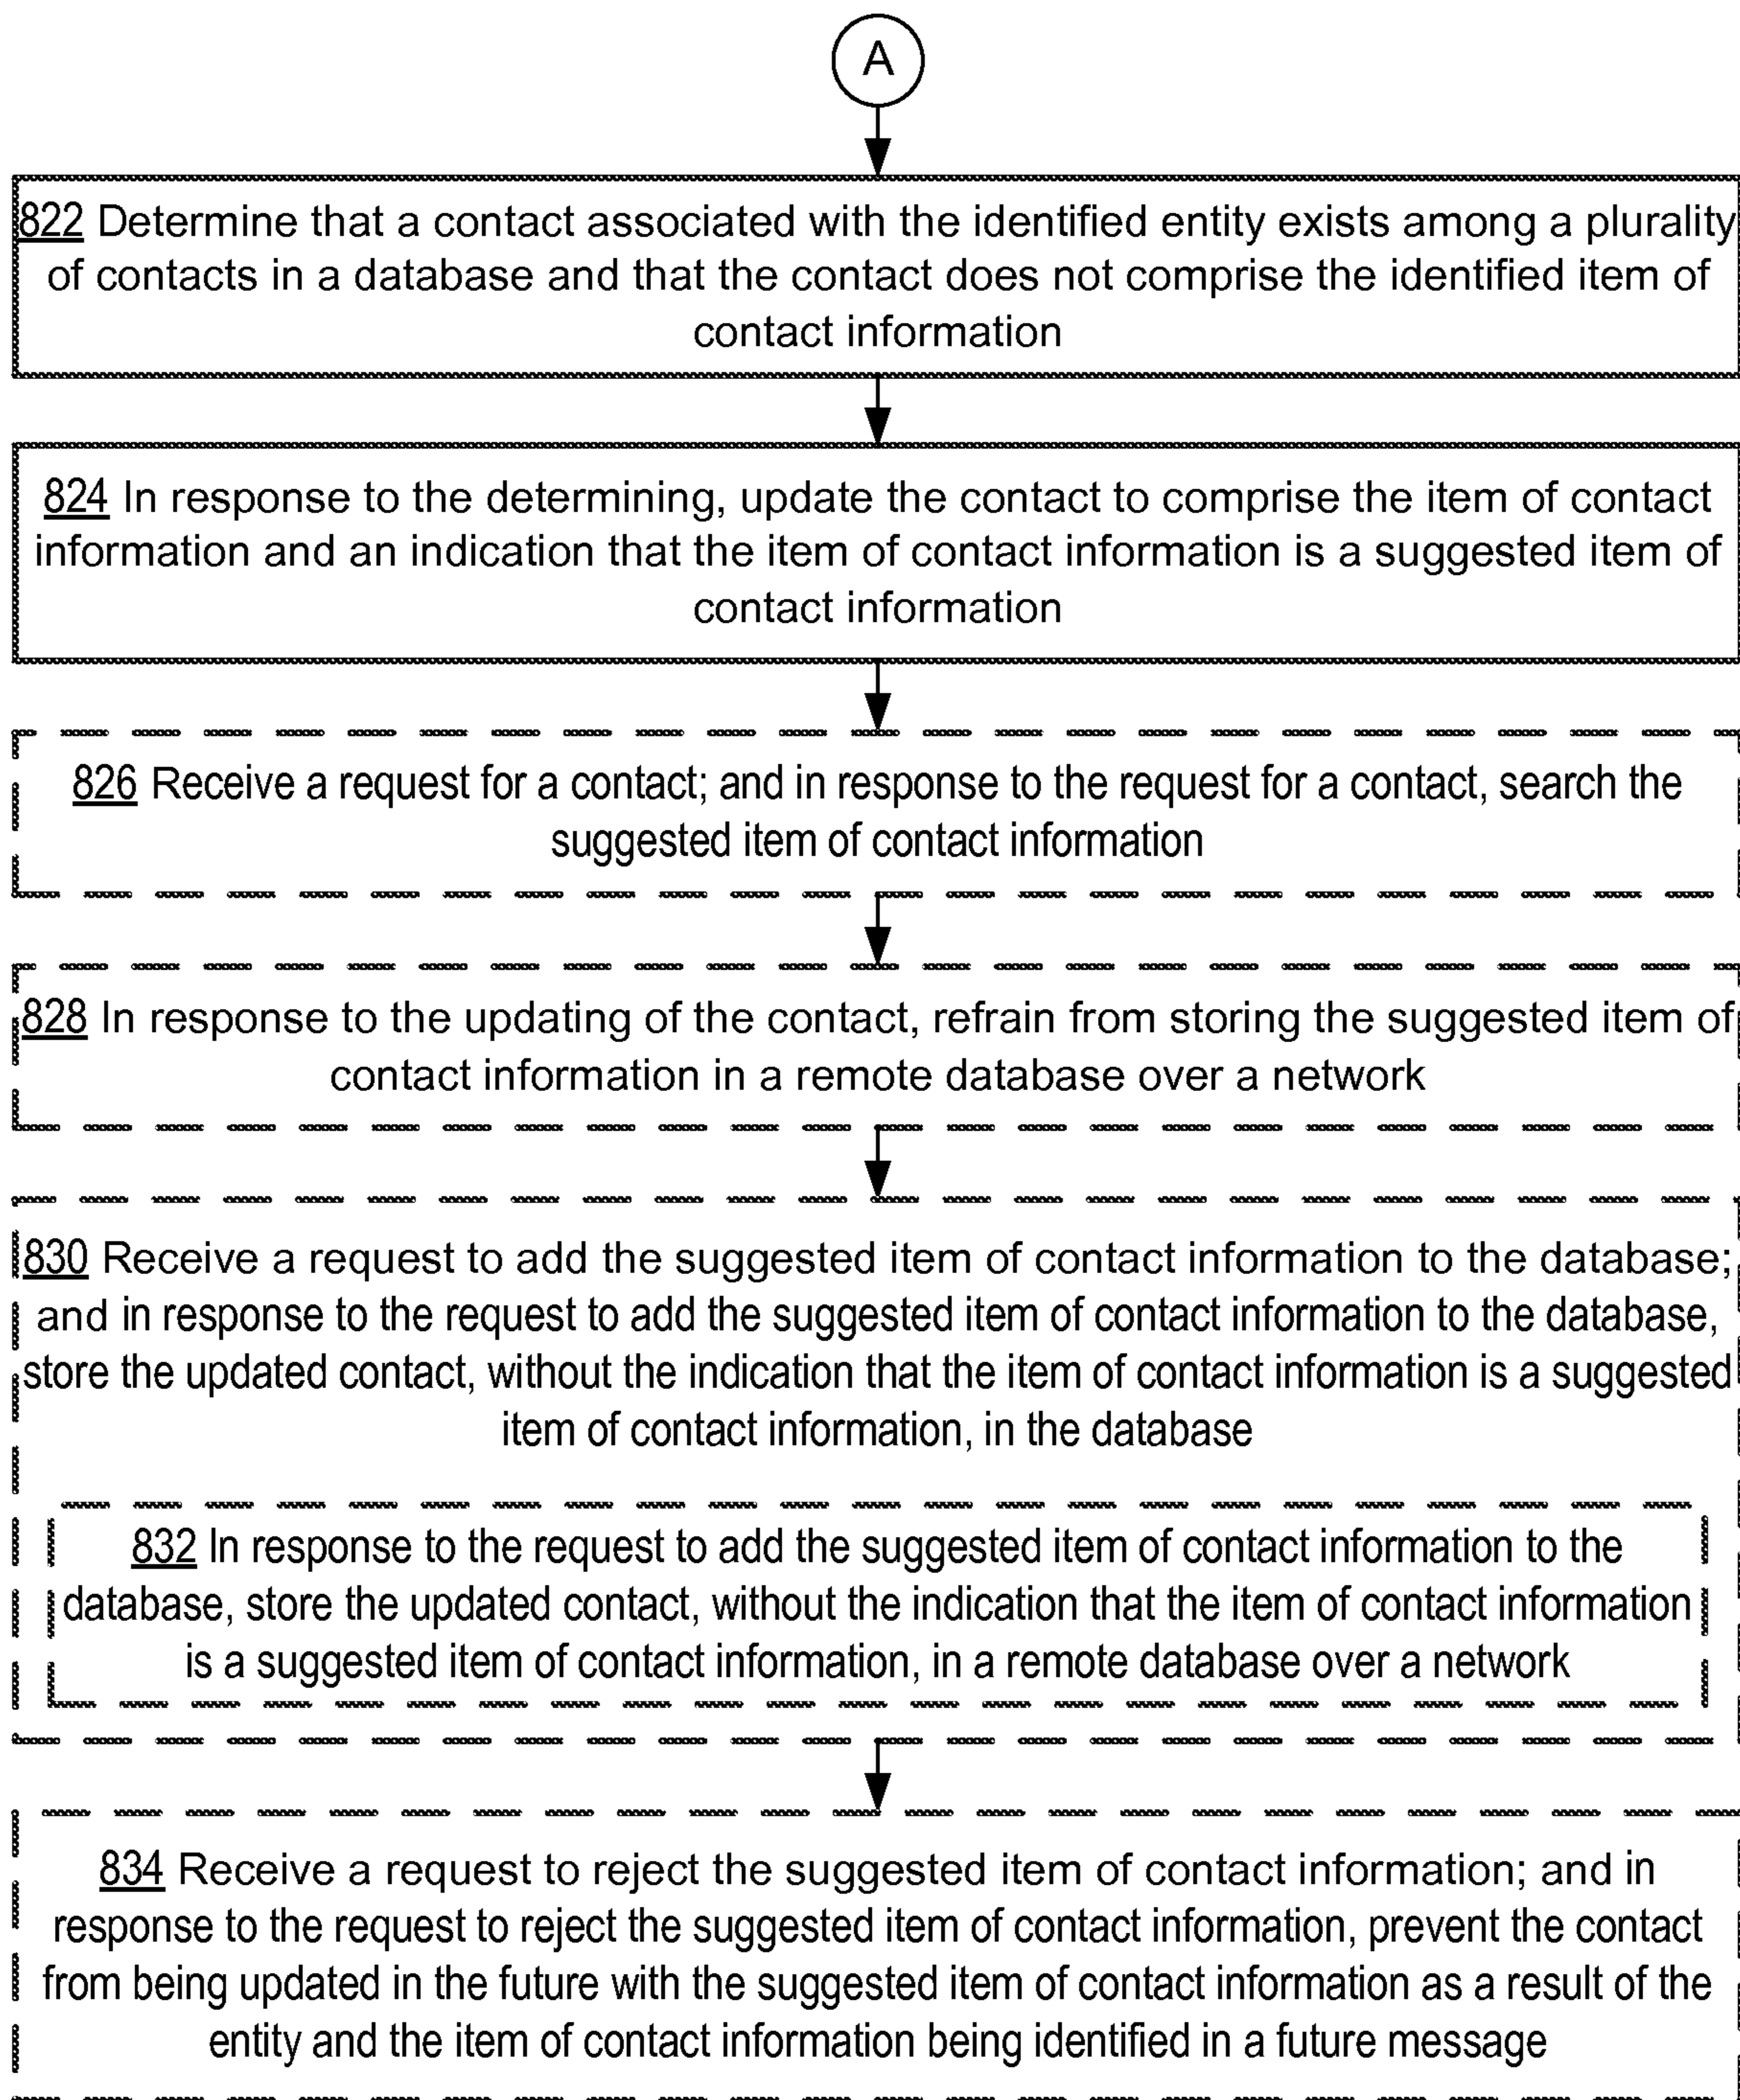 A
822 Determine that a contact associated with the identified entity exists among a plurality
of contacts in a database and that the contact does not comprise the identified item of
contact information
824 In response to the determining, update the contact to comprise the item of contact
information and an indication that the item of contact information is a suggested item of
contact information
826 Receive a request for a contact; and in response to the request for a contact, search the
suggested item of contact information
828 In response to the updating of the contact, refrain from storing the suggested item of
contact information in a remote database over a network
830 Receive a request to add the suggested item of contact information to the database;
and in response to the request to add the suggested item of contact information to the database,
store the updated contact, without the indication that the item of contact information is a suggested
item of contact information, in the database
832 In response to the request to add the suggested item of contact information to the
database, store the updated contact, without the indication that the item of contact information
is a suggested item of contact information, in a remote database over a network
834 Receive a request to reject the suggested item of contact information; and in
response to the request to reject the suggested item of contact information, prevent the contact
from being updated in the future with the suggested item of contact information as a result of the
entity and the item of contact information being identified in a future message